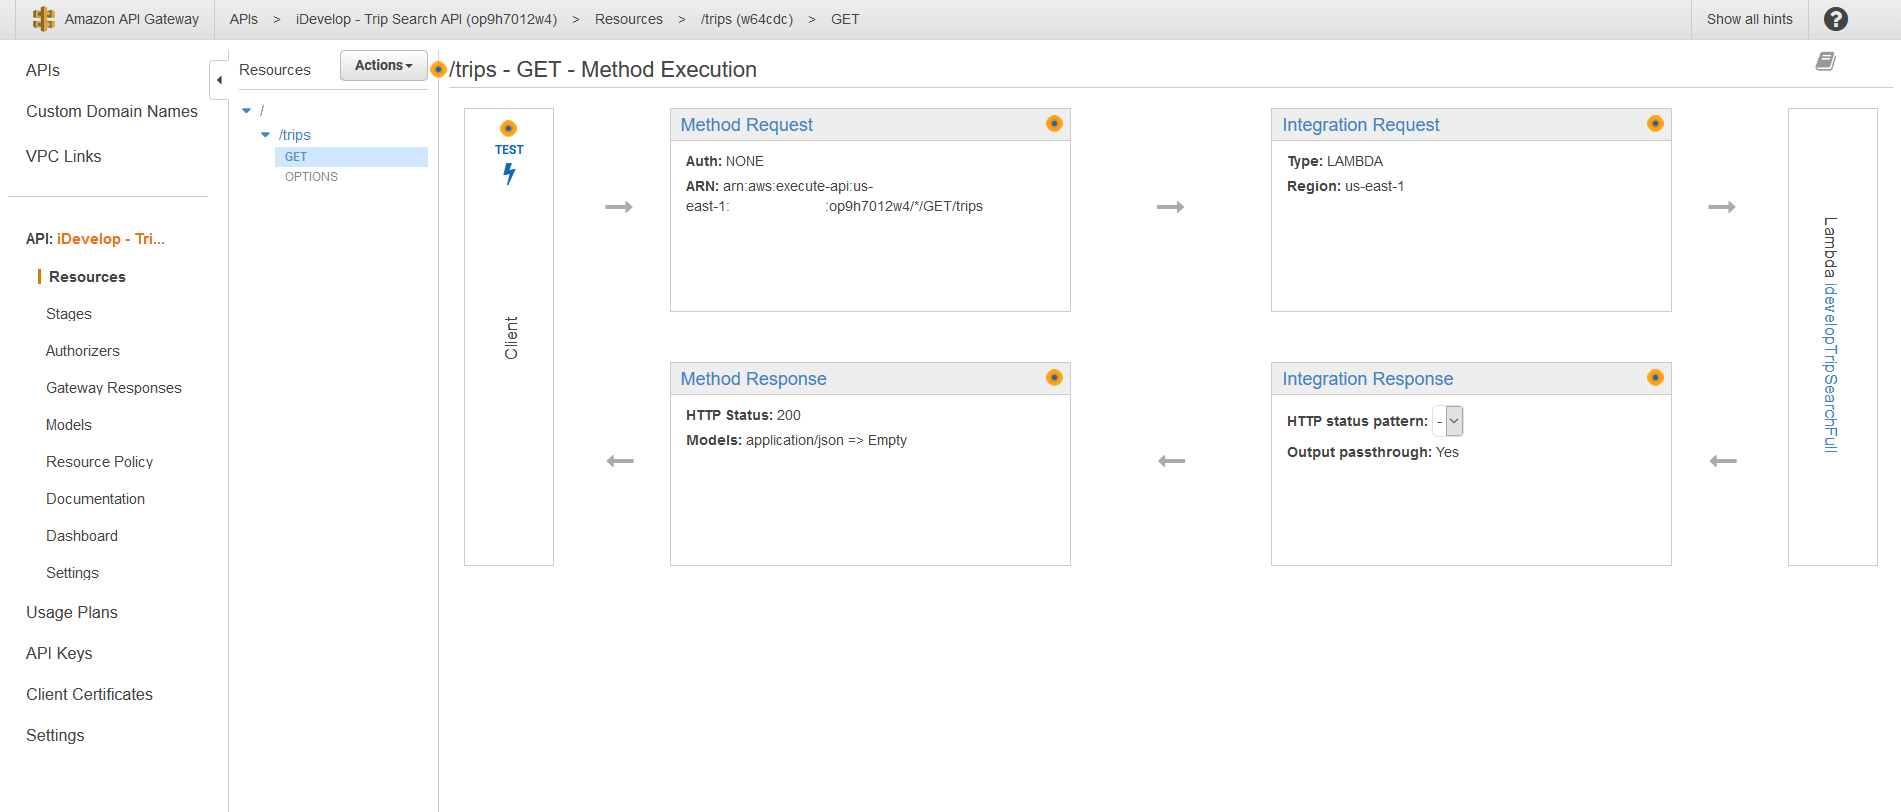 Amazon API Gateway
APIs > iDevelop - Trip Search API (op9h7012w4) > Resources > /trips (w64cdc) > GET
Show all hints
?
APIs
Custom Domain Names
VPC Links
API: iDevelop - Tri...
Resources
Stages
Authorizers
Gateway Responses
Models
Resource Policy
Documentation
Dashboard
Settings
Usage Plans
API Keys
Client Certificates
Settings
Resources
Actions
/
/trips
GET
OPTIONS
/trips - GET - Method Execution
TEST
Client
Method Request
Auth: NONE
ARN: arn:aws:execute-api:us-
east-1: :op9h7012w4/*/GET/trips
Integration Request
Type: LAMBDA
Region: us-east-1
Lambda idevelopTripSearchFull
Method Response
HTTP Status: 200
Models: application/json => Empty
Integration Response
HTTP status pattern: -
Output passthrough: Yes